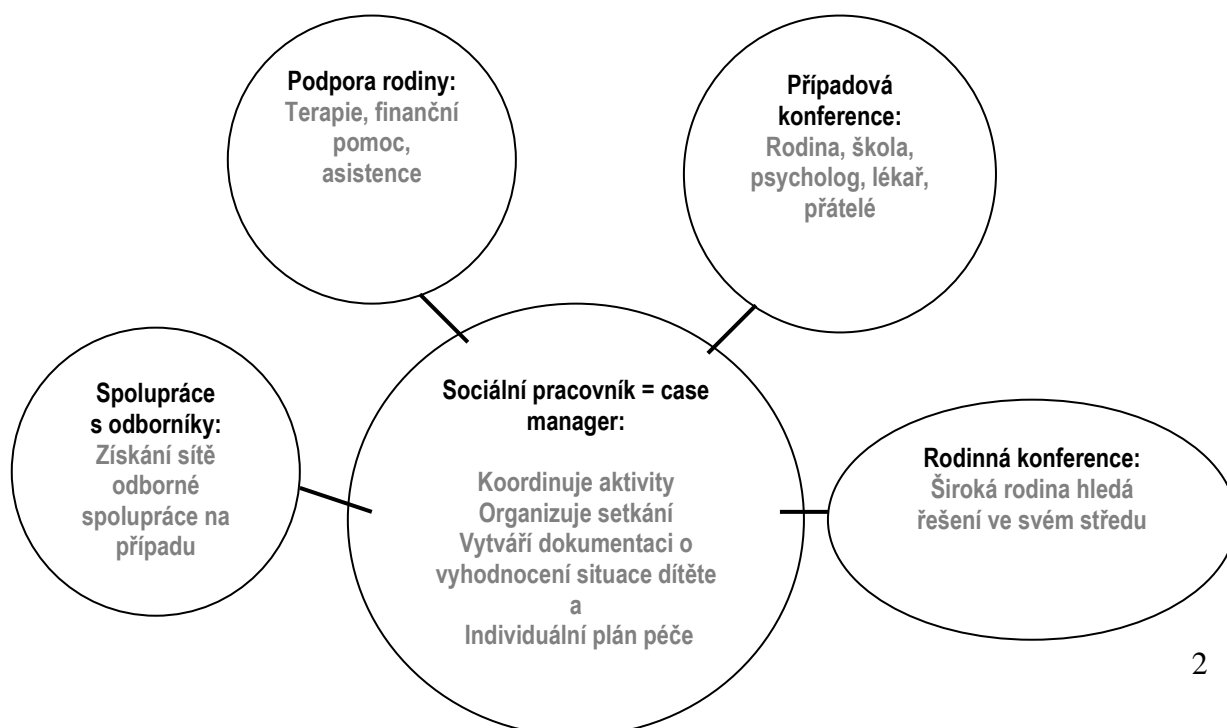 Podpora rodiny:
Terapie, finanční
pomoc,
asistence
Případová
konference:
Rodina, škola,
psycholog, lékař,
přátelé
Spolupráce
s odborníky:
Získání sítě
odborné
spolupráce na
případu
Sociální pracovník = case
manager:
Koordinuje aktivity
Organizuje setkání
Vytváří dokumentaci o
vyhodnocení situace dítěte
a
Individuální plán péče
Rodinná konference:
Široká rodina hledá
řešení ve svém středu
2